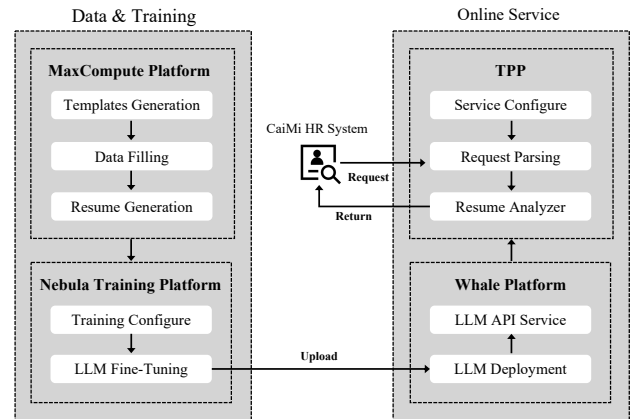 Data & Training
MaxCompute Platform
Templates Generation
Data Filling
Resume Generation
Nebula Training Platform
Training Configure
LLM Fine-Tuning
CaiMi HR System
Request
Return
Upload
Online Service
TPP
Service Configure
Request Parsing
Resume Analyzer
Whale Platform
LLM API Service
LLM Deployment